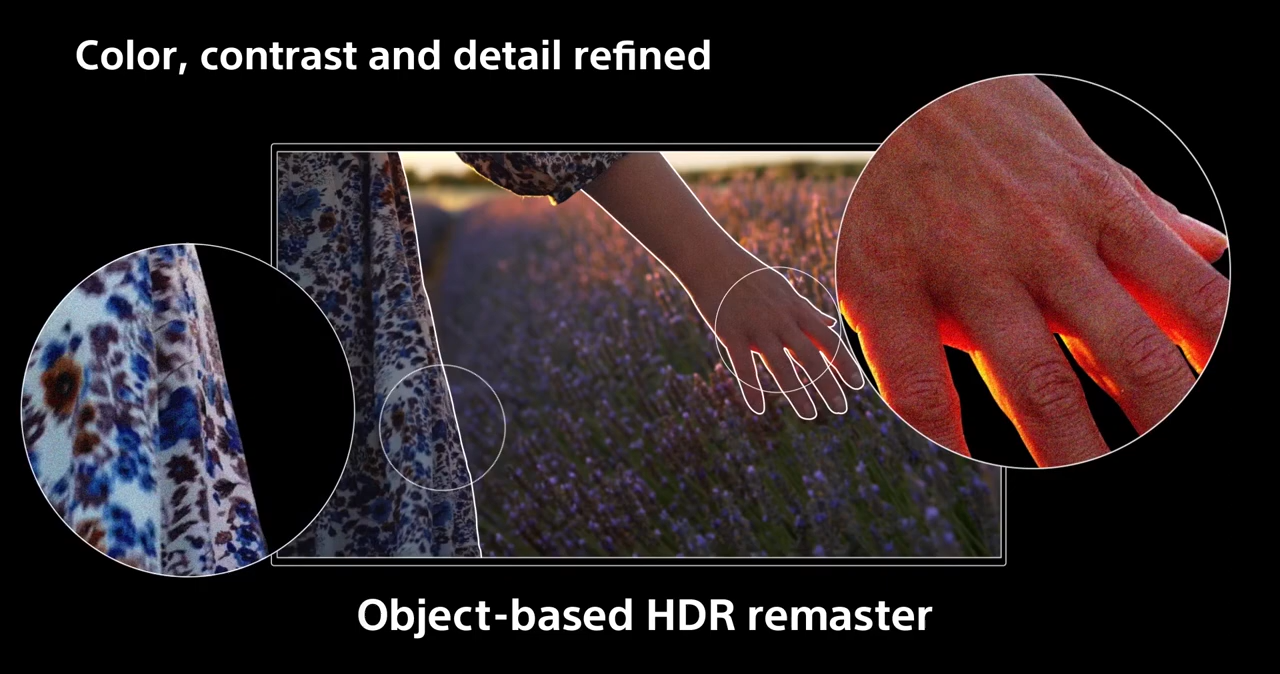 Color, contrast and detail refined
Object-based HDR remaster